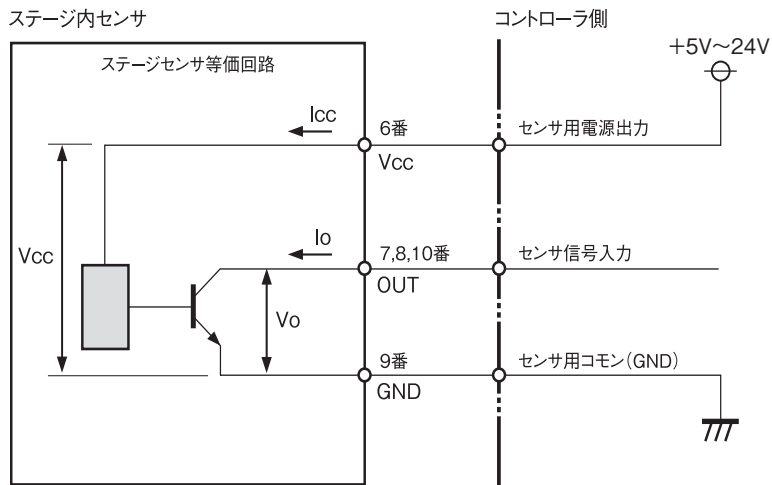 ステージ内センサ
コントローラ側
+5V〜24V
ステージセンサ等価回路
Icc
6番
センサ用電源出力
Vcc
Vcc
Io
7,8,10番
センサ信号入力
OUT
Vo
9番
センサ用コモン(GND)
GND